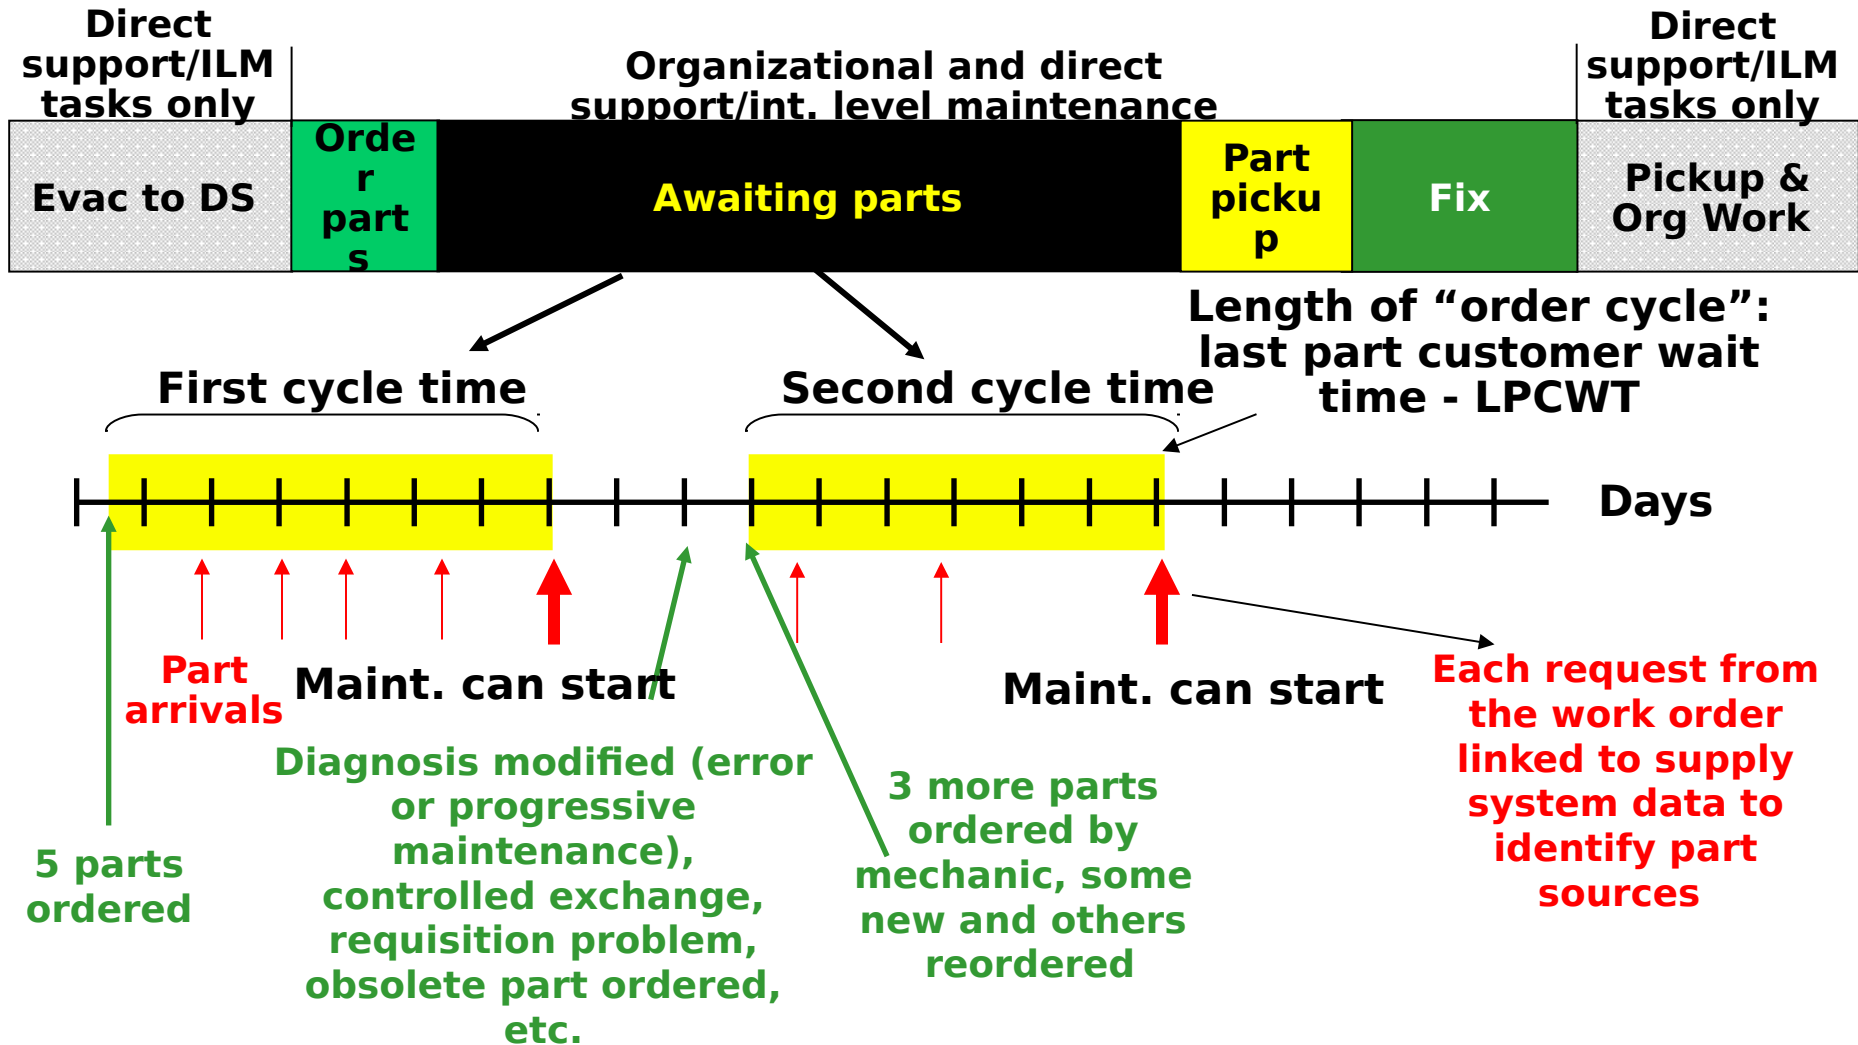 Direct
support/ILM
tasks only
Organizational and direct
support/int. level maintenance
Direct
support/ILM
tasks only
Evac to DS
Orde
r
part
s
Awaiting parts
Part
picku
p
Fix
Pickup &
Org Work
Length of “order cycle”:
last part customer wait
time - LPCWT
First cycle time
Second cycle time
Days
Part
arrivals
Maint. can start
Maint. can start
Each request from
the work order
linked to supply
system data to
identify part
sources
5 parts
ordered
Diagnosis modified (error
or progressive
maintenance),
controlled exchange,
requisition problem,
obsolete part ordered,
etc.
3 more parts
ordered by
mechanic, some
new and others
reordered